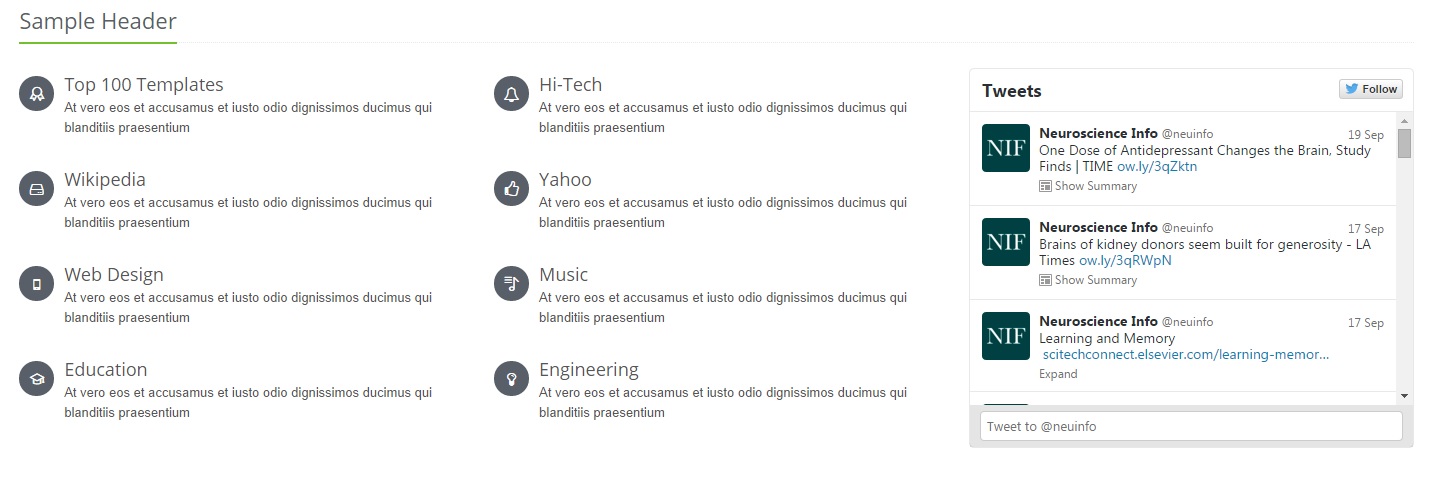 Sample Header
Top 100 Templates
At vero eos et accusamus et iusto odio dignissimos ducimus qui
blanditiis praesentium
Wikipedia
At vero eos et accusamus et iusto odio dignissimos ducimus qui
blanditiis praesentium
Web Design
At vero eos et accusamus et iusto odio dignissimos ducimus qui
blanditiis praesentium
Education
At vero eos et accusamus et iusto odio dignissimos ducimus qui
blanditiis praesentium
Hi-Tech
At vero eos et accusamus et iusto odio dignissimos ducimus qui
blanditiis praesentium
Yahoo
At vero eos et accusamus et iusto odio dignissimos ducimus qui
blanditiis praesentium
Music
At vero eos et accusamus et iusto odio dignissimos ducimus qui
blanditiis praesentium
Engineering
At vero eos et accusamus et iusto odio dignissimos ducimus qui
blanditiis praesentium
Tweets
Follow
NIF
Neuroscience Info @neuinfo 19 Sep
One Dose of Antidepressant Changes the Brain, Study
Finds | TIME ow.ly/3qZktn
Show Summary
NIF
Neuroscience Info @neuinfo 17 Sep
Brains of kidney donors seem built for generosity - LA
Times ow.ly/3qRWpN
Show Summary
NIF
Neuroscience Info @neuinfo 17 Sep
Learning and Memory
scitechconnect.elsevier.com/learning-memor...
Expand
Tweet to @neuinfo